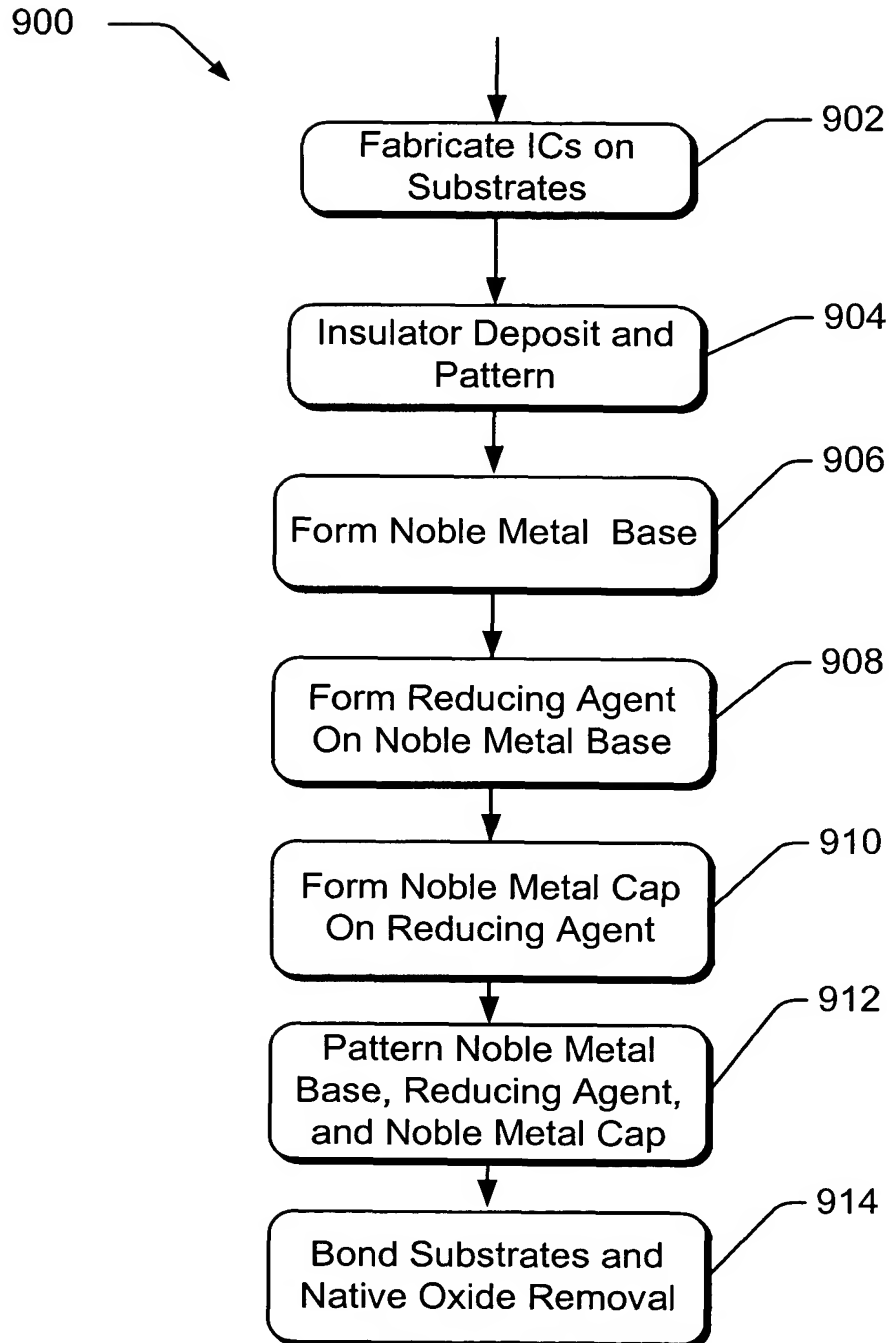 900
902
Fabricate ICs on
Substrates
904
Insulator Deposit and
Pattern
906
Form Noble Metal Base
908
Form Reducing Agent
On Noble Metal Base
910
Form Noble Metal Cap
On Reducing Agent
912
Pattern Noble Metal
Base, Reducing Agent,
and Noble Metal Cap
914
Bond Substrates and
Native Oxide Removal